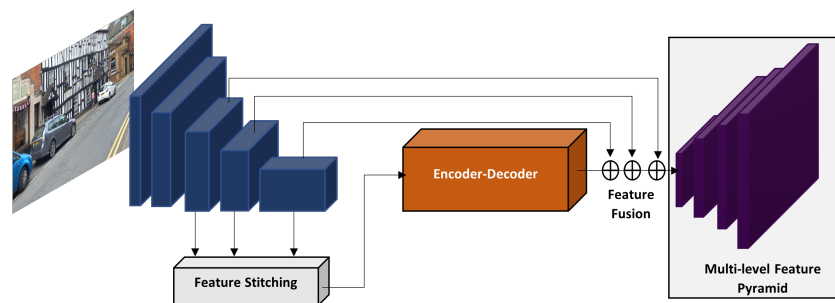 Encoder-Decoder
Feature
Fusion
Feature Stitching
Multi-level Feature
Pyramid